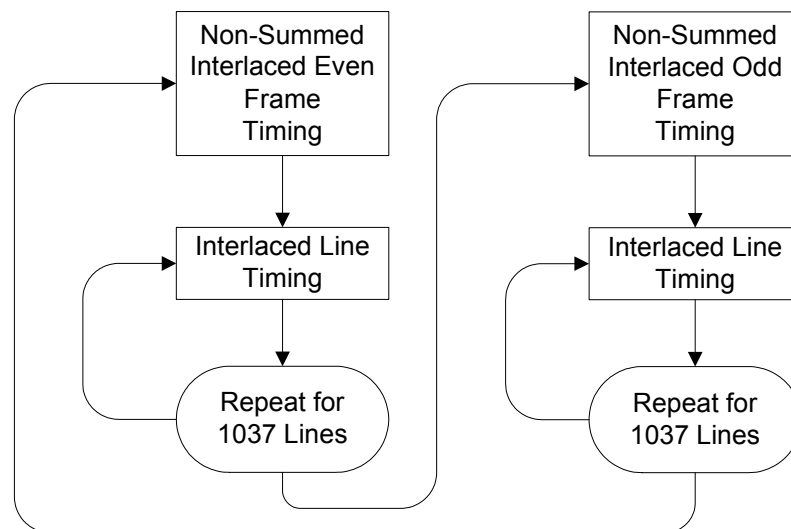 Non-Summed
Interlaced Even
Frame
Timing
Interlaced Line
Timing
Repeat for
1037 Lines
Non-Summed
Interlaced Odd
Frame
Timing
Interlaced Line
Timing
Repeat for
1037 Lines